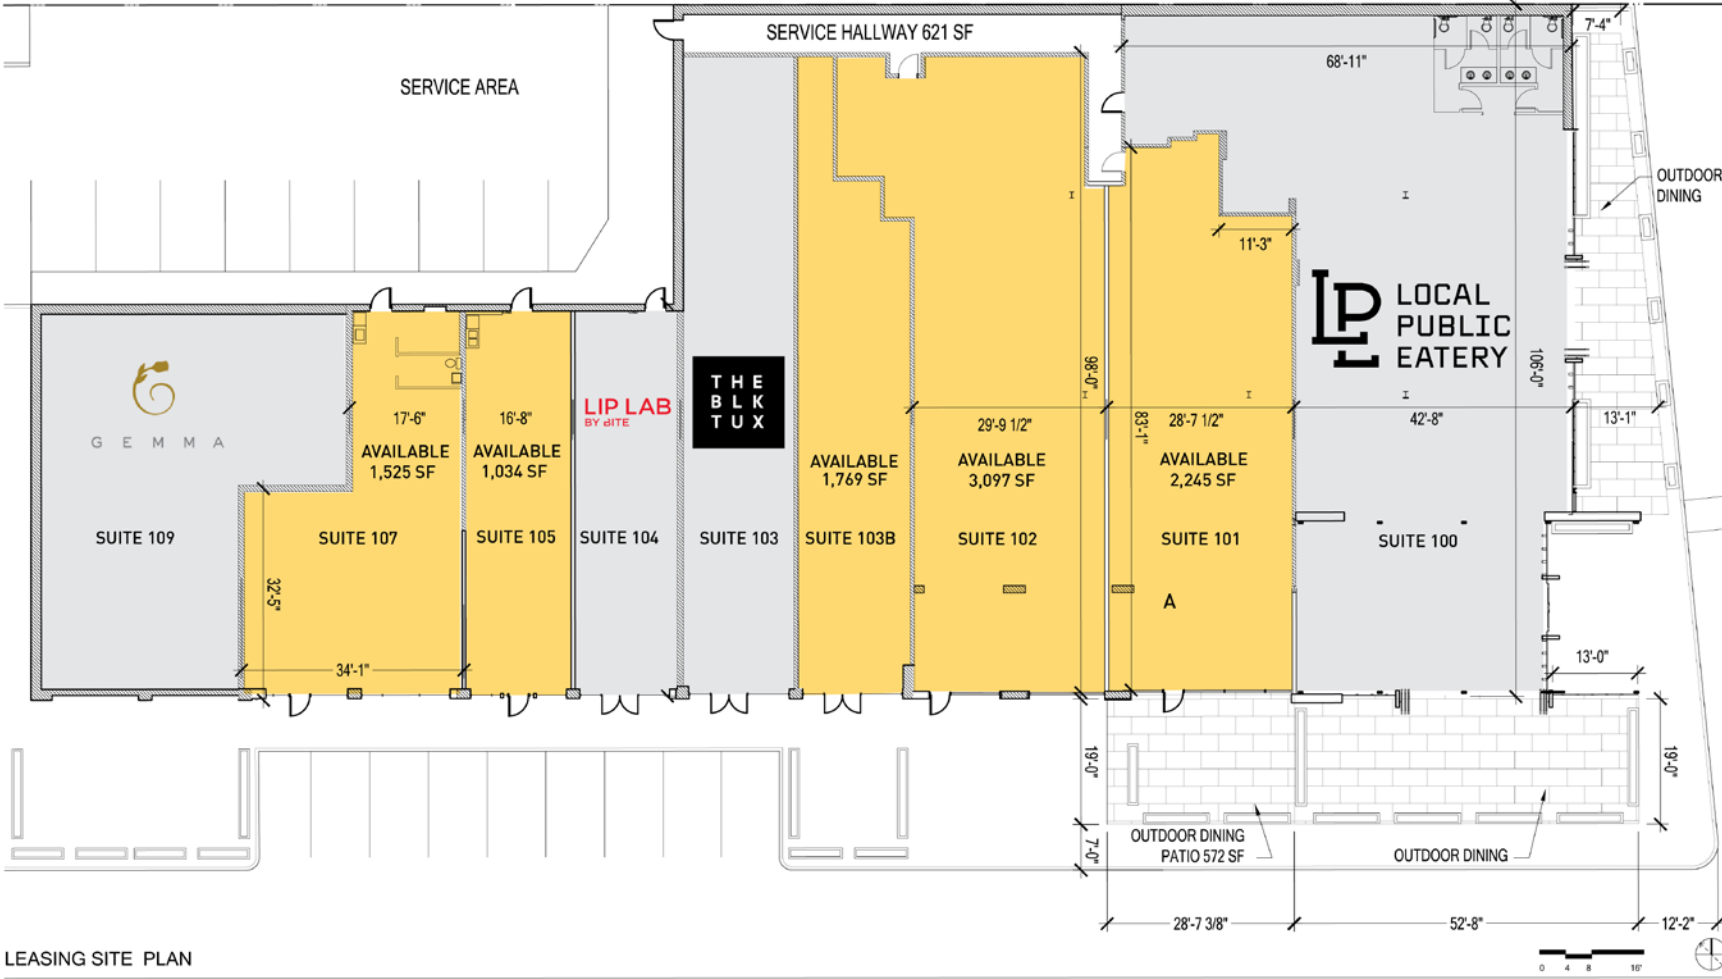 SERVICE HALLWAY 621 SF
7'-4"
68'-11"
SERVICE AREA
OUTDOOR
DINING
11'-3"
LP
LOCAL
PUBLIC
EATERY
106'-0"
98'-0"
83'-1"
THE
BLK
TUX
LIP LAB
BY BITE
GEMMA
17'-6"
16'-8"
29'-9 1/2"
28'-7 1/2"
42'-8"
13'-1"
AVAILABLE
1,525 SF
AVAILABLE
1,034 SF
AVAILABLE
1,769 SF
AVAILABLE
3,097 SF
AVAILABLE
2,245 SF
SUITE 109
SUITE 107
SUITE 105
SUITE 104
SUITE 103
SUITE 103B
SUITE 102
SUITE 101
SUITE 100
32'-5"
A
34'-1"
13'-0"
19'-0"
19'-0"
7'-0"
OUTDOOR DINING
PATIO 572 SF
OUTDOOR DINING
28'-7 3/8"
52'-8"
12'-2"
LEASING SITE PLAN
0 4 8 16'